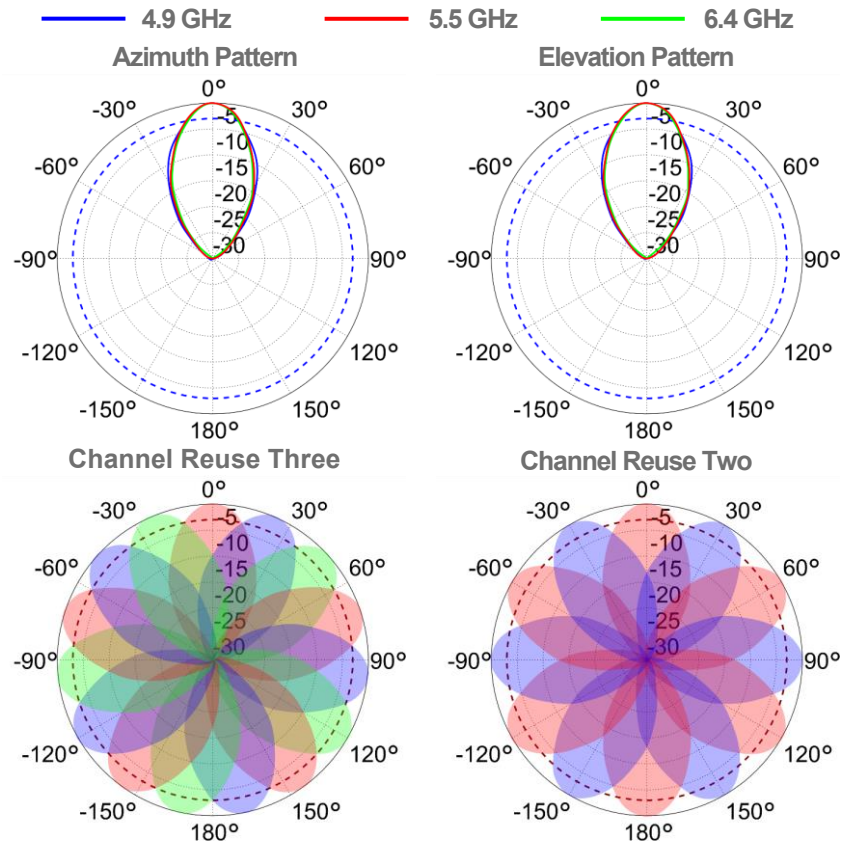 4.9 GHz 5.5 GHz 6.4 GHz
Azimuth Pattern Elevation Pattern
0° 0°
-30° 30° -30° 30°
-5 -5
-10 -10
-60° -15 60° -60° -15 60°
-20 -20
-25 -25
-30 -30
-90° 90° -90° 90°
-120° 120° -120° 120°
-150° 150° -150° 150°
180° 180°
Channel Reuse Three Channel Reuse Two
0° 0°
-30° 30° -30° 30°
-5 -5
-10 -10
-60° -15 60° -60° -15 60°
-20 -20
-25 -25
-30 -30
-90° 90° -90° 90°
-120° 120° -120° 120°
-150° 150° -150° 150°
180° 180°